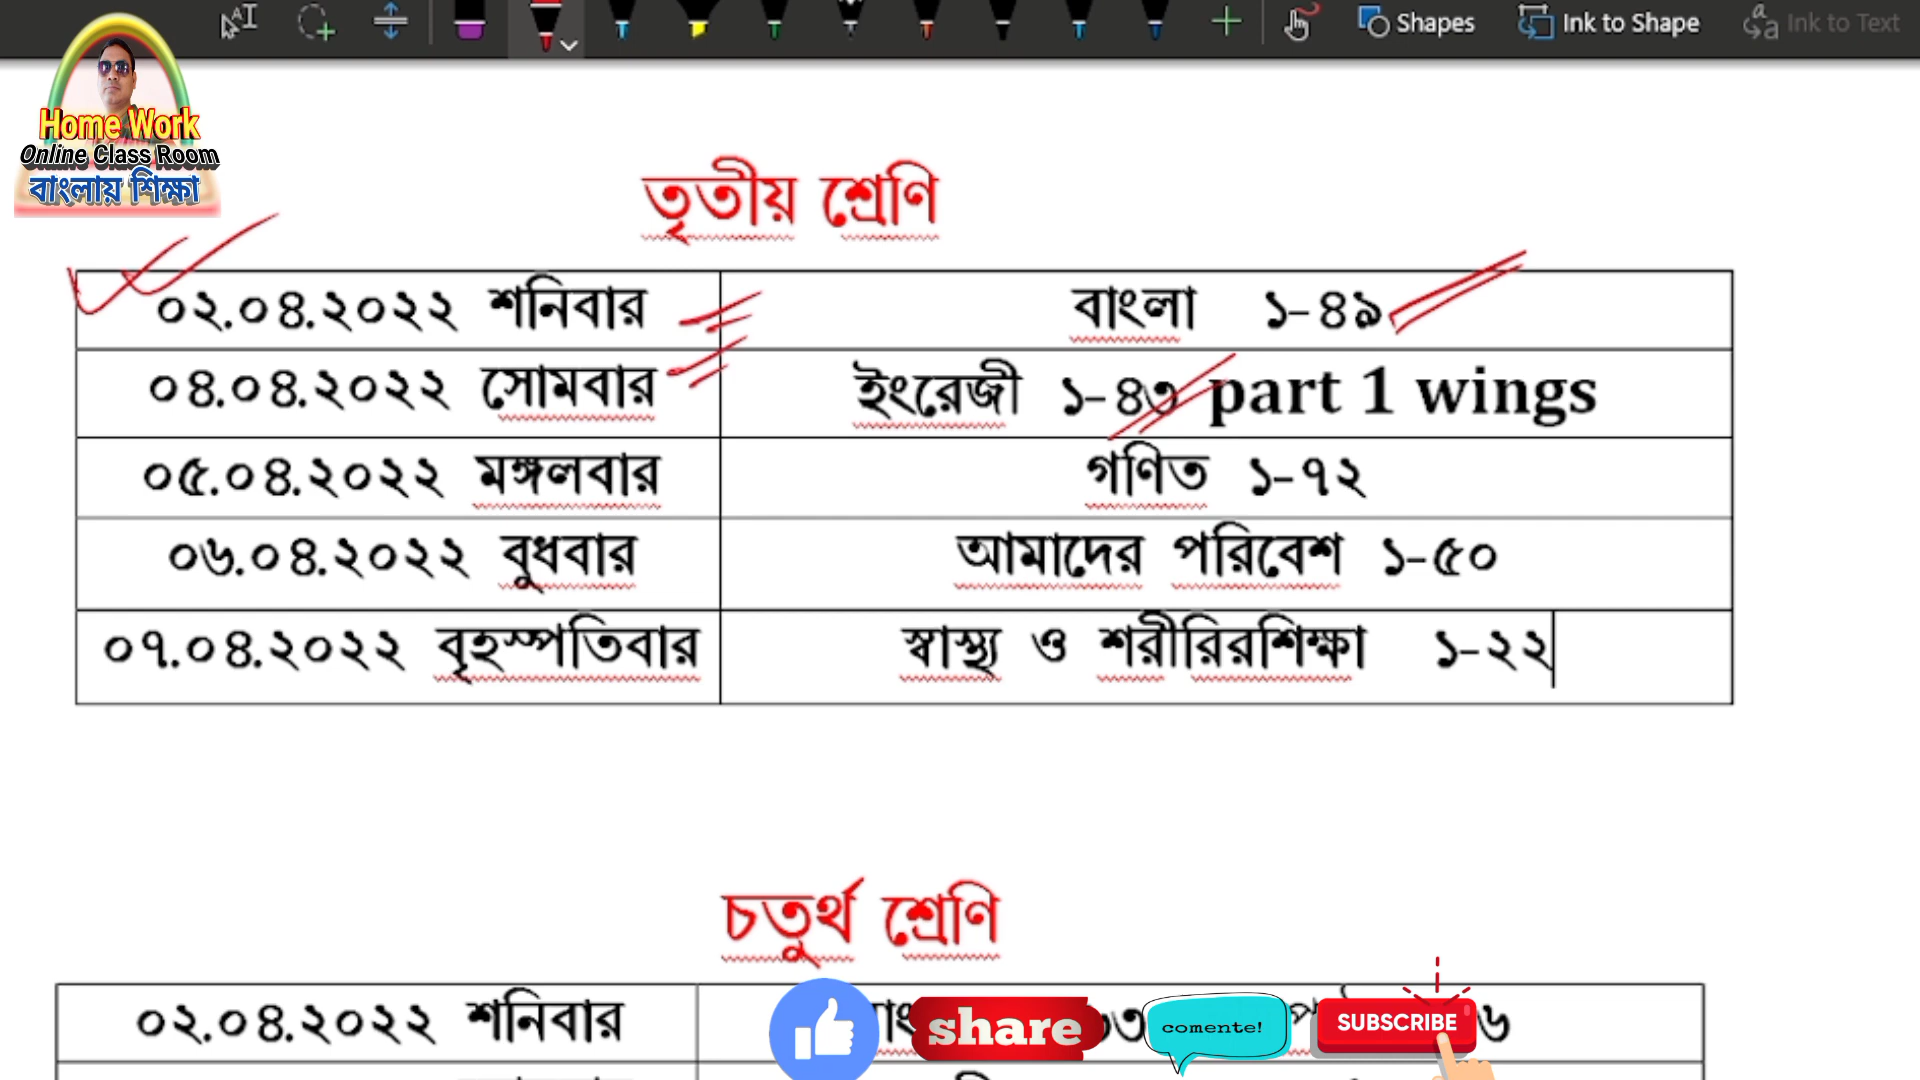 Shapes Ink to Shape Ink to Text
Home Work
Online Class Room
বাংলায় শিক্ষা
তৃতীয় শ্রেণি
০২.০৪.২০২২ শনিবার বাংলা ১-৪৯
০৪.০৪.২০২২ সোমবার ইংরেজী ১-৪৩ part 1 wings
০৫.০৪.২০২২ মঙ্গলবার গণিত ১-৭২
০৬.০৪.২০২২ বুধবার আমাদের পরিবেশ ১-৫০
০৭.০৪.২০২২ বৃহস্পতিবার স্বাস্থ্য ও শরীরিরশিক্ষা ১-২২
চতুর্থ শ্রেণি
০২.০৪.২০২২ শনিবার
share comente! SUBSCRIBE